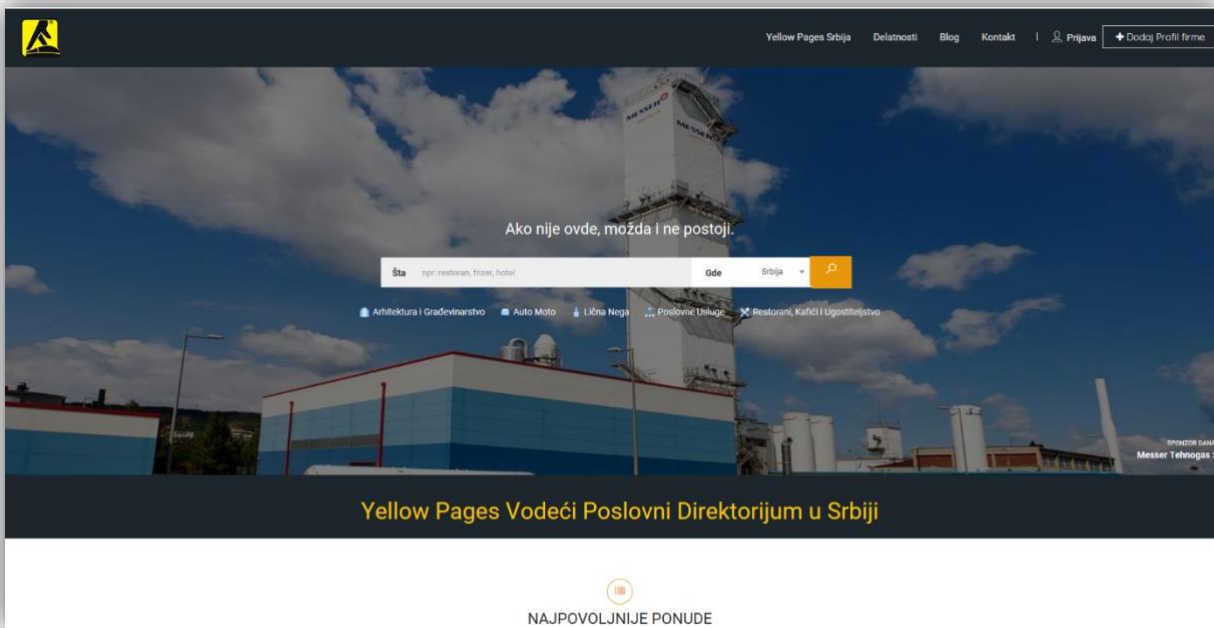 Yellow Pages Srbija Delatnosti Blog Kontakt | Prijava + Dodaj Profil firme
MESSER
MESSER
Ako nije ovde, možda i ne postoji.
Šta npr: restoran, frizer, hotel Gde Srbija
Arhitektura i Građevinarstvo Auto Moto Lična Nega Poslovne Usluge Restorani, Kafići i Ugostiteljstvo
SPONZOR DANA
Messer Tehnogas
Yellow Pages Vodeći Poslovni Direktorijum u Srbiji
NAJPOVOLJNIJE PONUDE